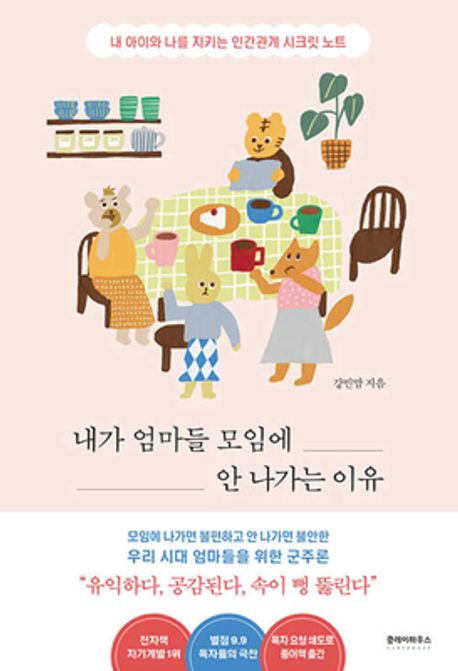 내 아이와 나를 지키는 인간관계 시크릿 노트
강빈맘 지음
내가 엄마들 모임에
안 나가는 이유
모임에 나가면 불편하고 안 나가면 불안한
우리 시대 엄마들을 위한 군주론
“유익하다, 공감된다, 속이 뻥 뚫린다”
전자책
자기계발 1위
별점 9.9
독자들의 극찬
독자 요청 쇄도로
종이책 출간
클레이하우스